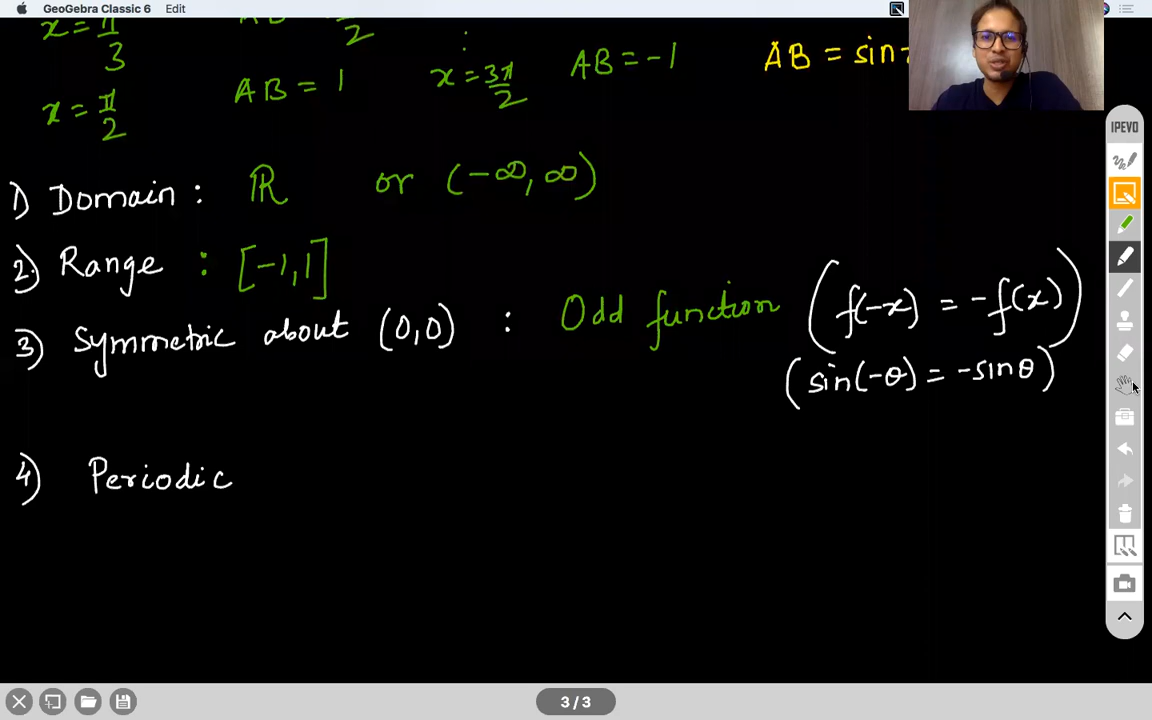 GeoGebra Classic 6 Edit
x = π/3
x = π/2 AB = 1 x = 3π/2 AB = -1 AB = sin
1) Domain : ℝ or (-∞, ∞)
2) Range : [-1, 1]
3) Symmetric about (0,0) : Odd function (f(-x) = -f(x))
(sin(-θ) = -sinθ)
4) Periodic
IPEVO
3 / 3